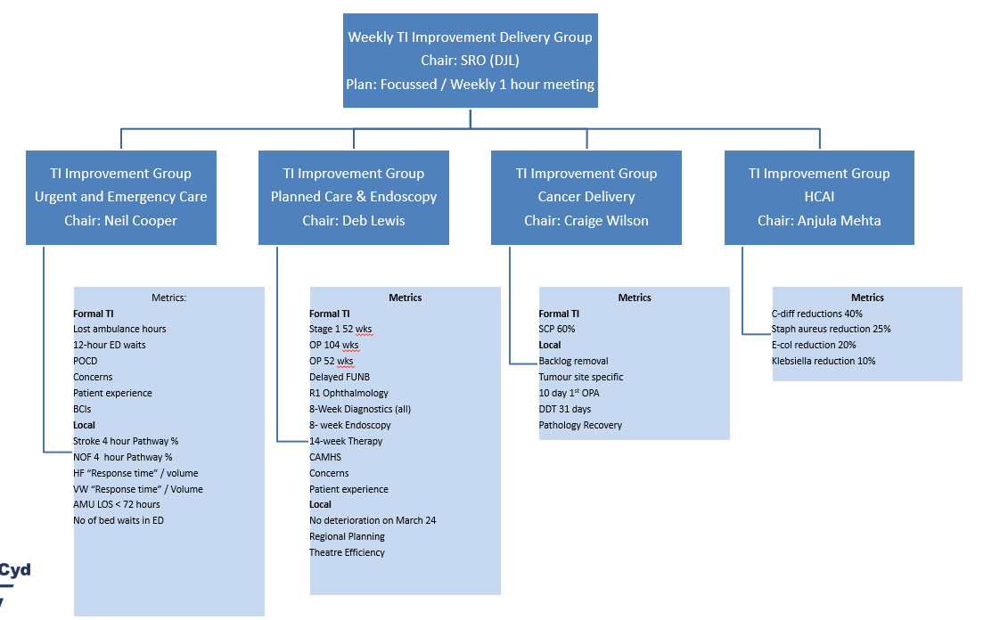 Weekly TI Improvement Delivery Group
Chair: SRO (DJL)
Plan: Focussed / Weekly 1 hour meeting
TI Improvement Group
Urgent and Emergency Care
Chair: Neil Cooper
TI Improvement Group
Planned Care & Endoscopy
Chair: Deb Lewis
TI Improvement Group
Cancer Delivery
Chair: Craige Wilson
TI Improvement Group
HCAI
Chair: Anjula Mehta
Metrics:
Formal TI
Lost ambulance hours
12-hour ED waits
POCD
Concerns
Patient experience
BCIs
Local
Stroke 4 hour Pathway %
NOF 4 hour Pathway %
HF “Response time” / volume
VW “Response time” / Volume
AMU LOS < 72 hours
No of bed waits in ED
Metrics
Formal TI
Stage 1 52 wks
OP 104 wks
OP 52 wks
Delayed FUNB
R1 Ophthalmology
8-Week Diagnostics (all)
8- week Endoscopy
14-week Therapy
CAMHS
Concerns
Patient experience
Local
No deterioration on March 24
Regional Planning
Theatre Efficiency
Metrics
Formal TI
SCP 60%
Local
Backlog removal
Tumour site specific
10 day 1st OPA
DDT 31 days
Pathology Recovery
Metrics
C-diff reductions 40%
Staph aureus reduction 25%
E-col reduction 20%
Klebsiella reduction 10%
Cyd